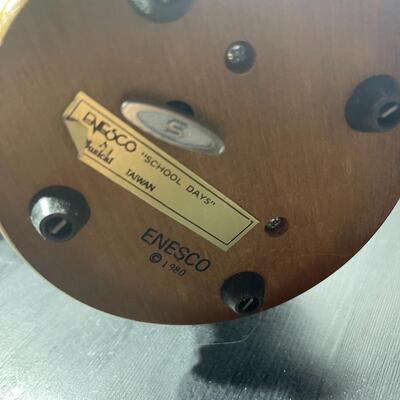 S
ENESCO "SCHOOL DAYS"
Musical TAIWAN
ENESCO
© 1980